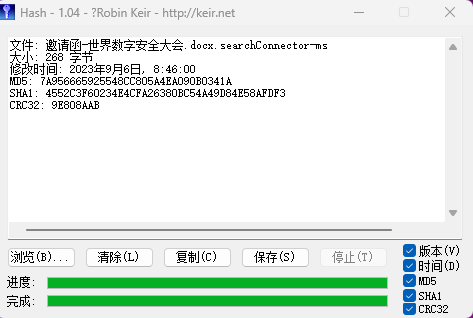 Hash - 1.04 - ?Robin Keir - http://keir.net
文件: 邀请函-世界数字安全大会.docx.searchConnector-ms
大小: 268 字节
修改时间: 2023年9月6日, 8:46:00
MD5: 7A956665925548CC805A4EA090B0341A
SHA1: 4552C3F60234E4CFA26380BC54A49D84E58AFDF3
CRC32: 9E808AAB
浏览(B)... 清除(L) 复制(C) 保存(S) 停止(T)
版本(V)
时间(D)
MD5
SHA1
CRC32
进度:
完成: